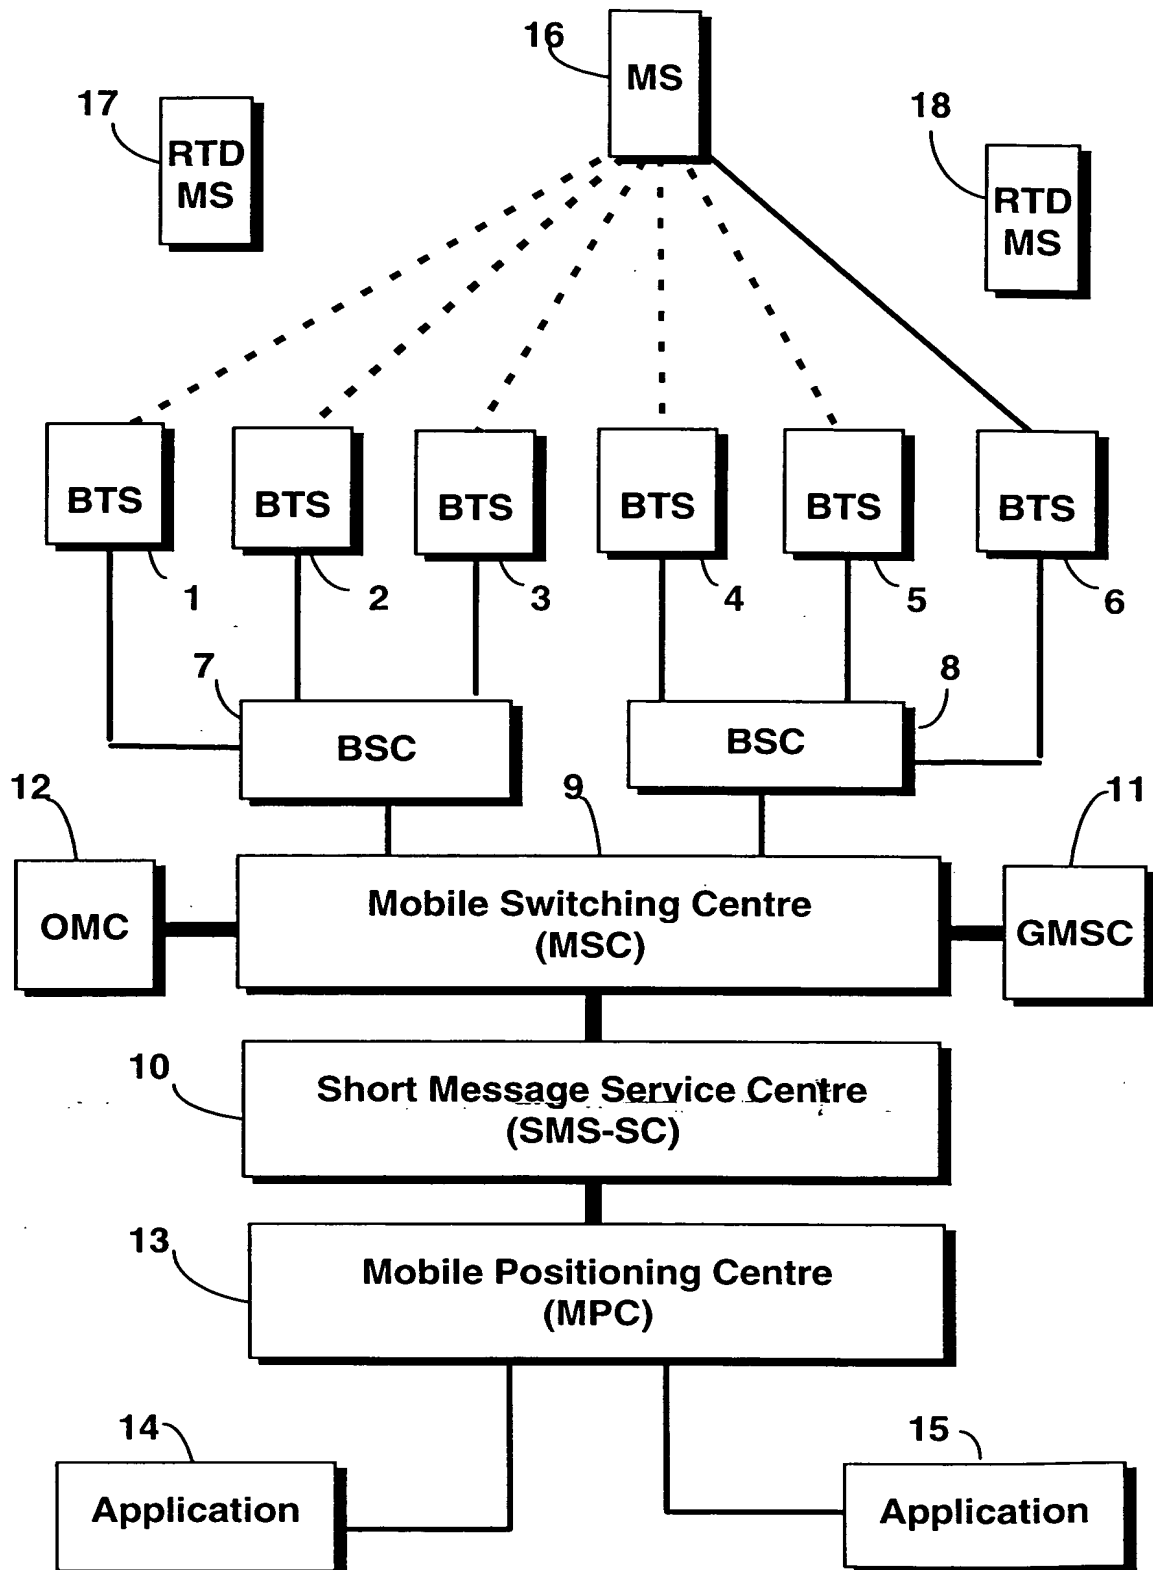 16
MS
17
RTD
MS
18
RTD
MS
BTS
BTS
BTS
BTS
BTS
BTS
1
2
3
4
5
6
7
BSC
8
BSC
12
OMC
9
Mobile Switching Centre
(MSC)
11
GMSC
10
Short Message Service Centre
(SMS-SC)
13
Mobile Positioning Centre
(MPC)
14
Application
15
Application